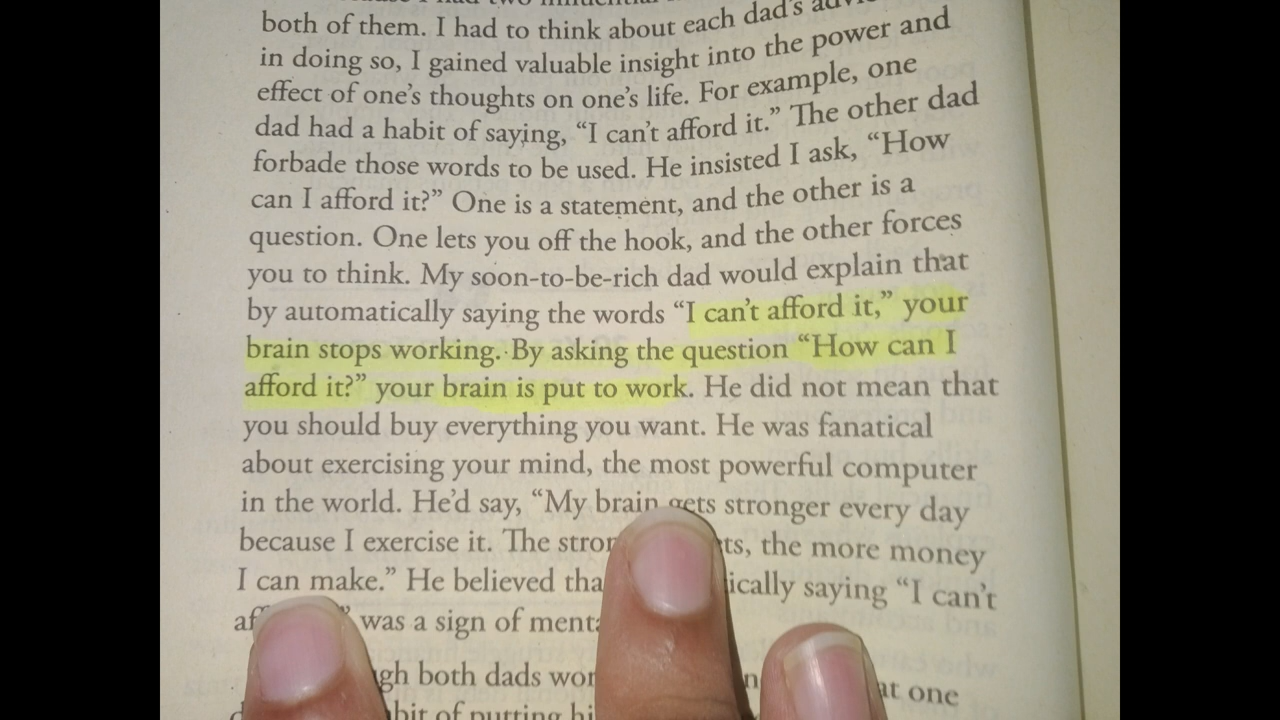 both of them. I had to think about each dad's
in doing so, I gained valuable insight into the power and
effect of one's thoughts on one's life. For example, one
dad had a habit of saying, “I can't afford it.” The other dad
forbade those words to be used. He insisted I ask, “How
can I afford it?” One is a statement, and the other is a
question. One lets you off the hook, and the other forces
you to think. My soon-to-be-rich dad would explain that
by automatically saying the words “I can't afford it,” your
brain stops working. By asking the question “How can I
afford it?” your brain is put to work. He did not mean that
you should buy everything you want. He was fanatical
about exercising your mind, the most powerful computer
in the world. He'd say, “My brain gets stronger every day
because I exercise it. The the more money
I can make.” He believed saying “I can't
was a sign of
both dads one
of